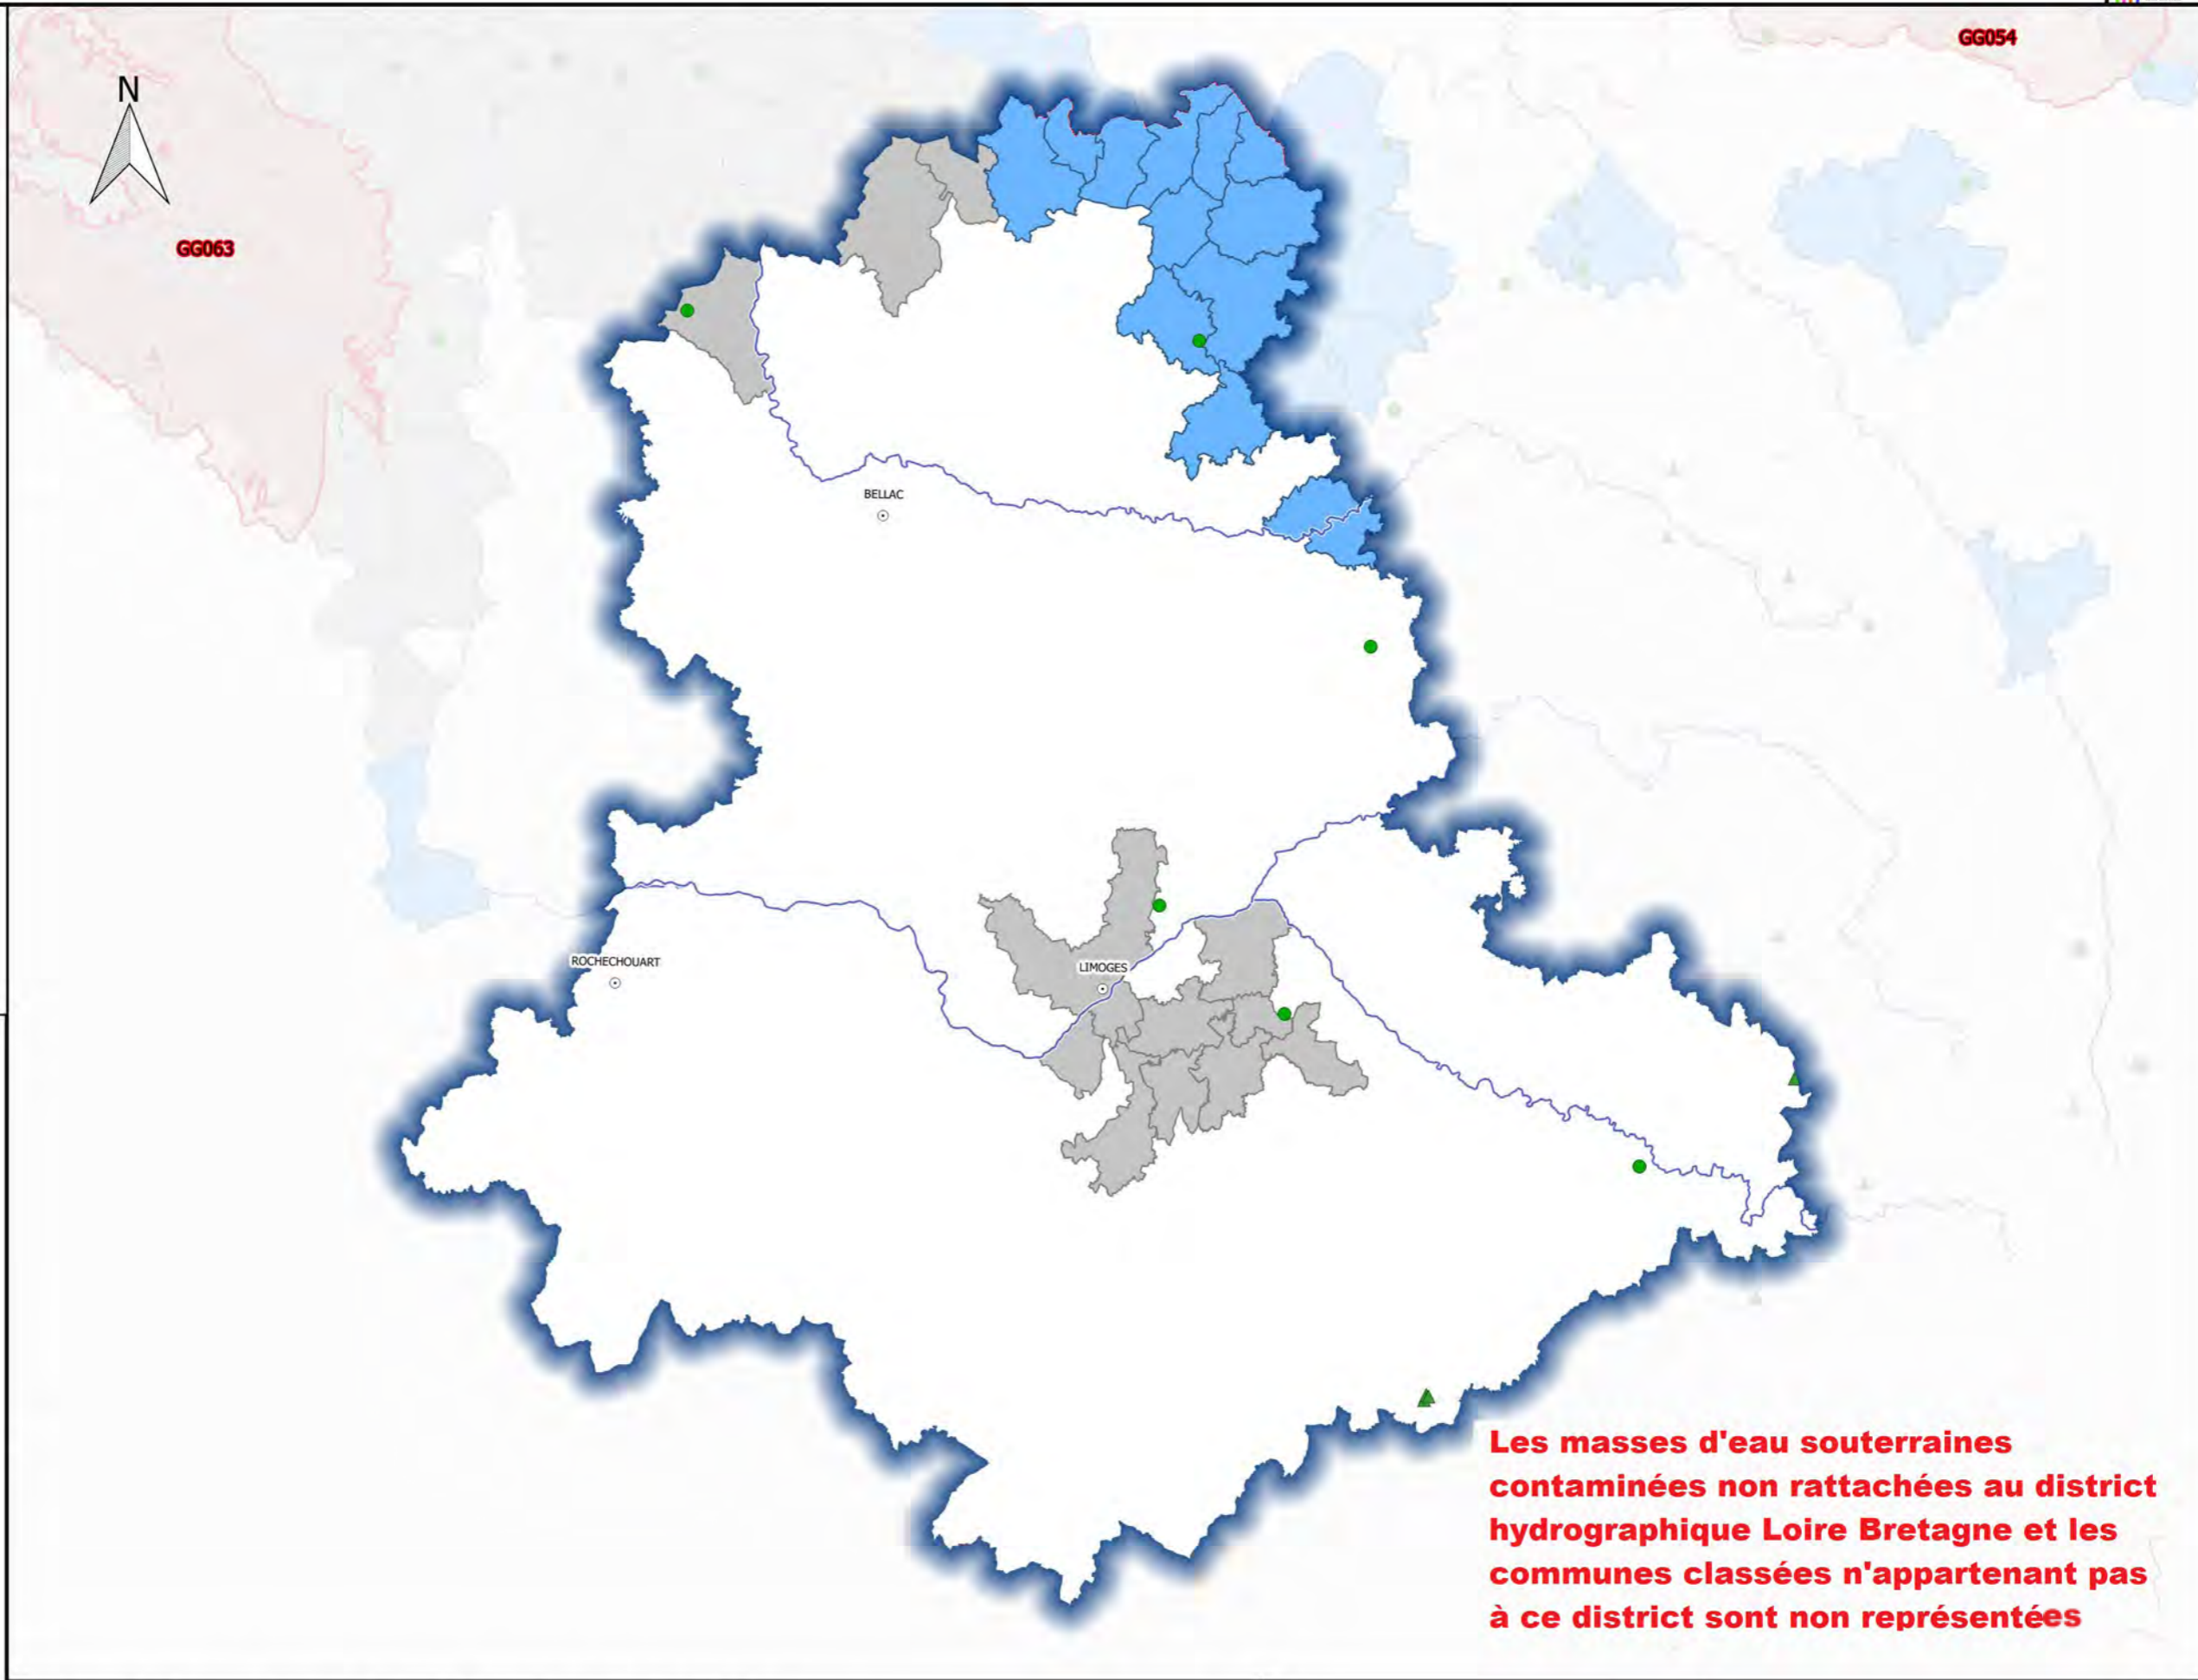 GG054
N
GG063
BELLAC
ROCHECHOUART
LIMOGES
Les masses d'eau souterraines
contaminées non rattachées au district
hydrographique Loire Bretagne et les
communes classées n'appartenant pas
à ce district sont non représentées